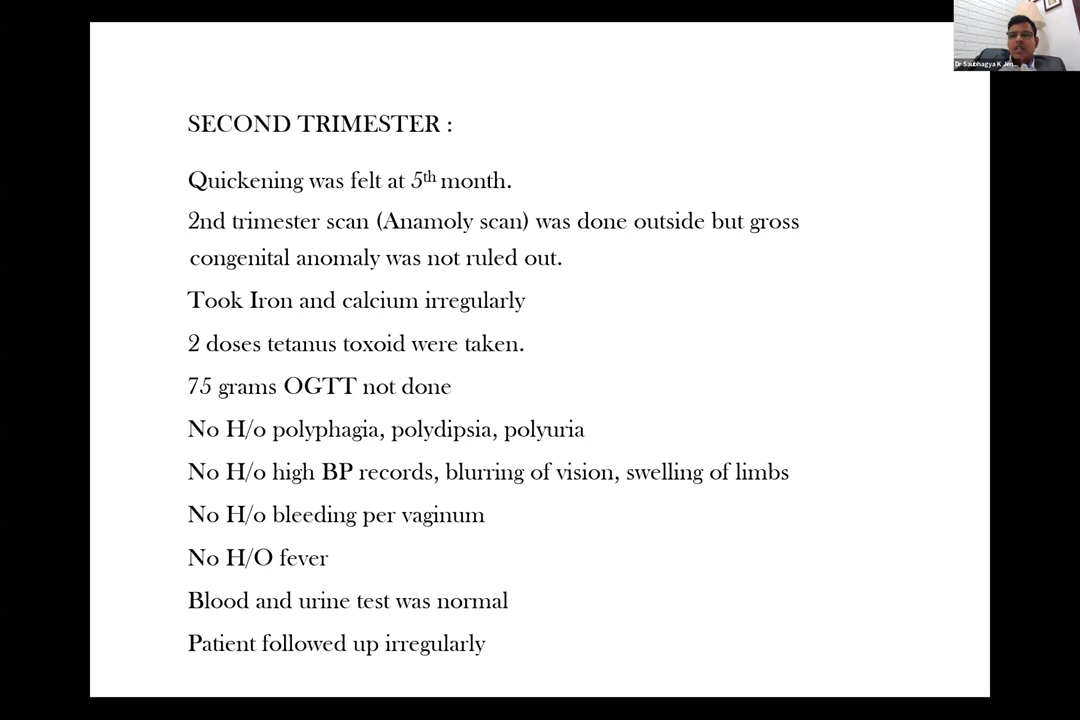 Dr Saubhagya K Jen...
SECOND TRIMESTER :
Quickening was felt at 5th month.
2nd trimester scan (Anamoly scan) was done outside but gross
congenital anomaly was not ruled out.
Took Iron and calcium irregularly
2 doses tetanus toxoid were taken.
75 grams OGTT not done
No H/o polyphagia, polydipsia, polyuria
No H/o high BP records, blurring of vision, swelling of limbs
No H/o bleeding per vaginum
No H/O fever
Blood and urine test was normal
Patient followed up irregularly